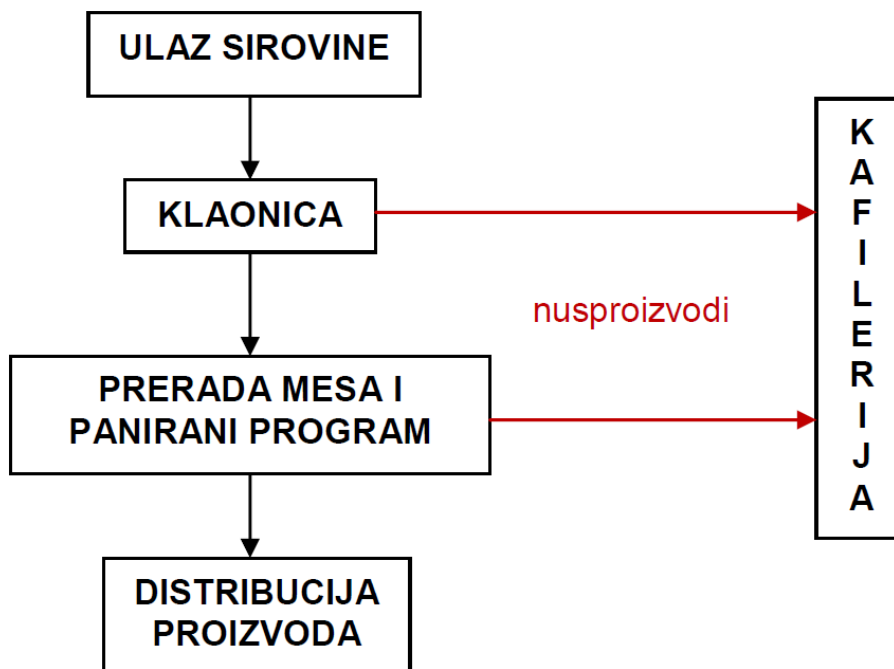 ULAZ SIROVINE
KLAONICA
nusproizvodi
PRERADA MESA I
PANIRANI PROGRAM
DISTRIBUCIJA
PROIZVODA
K
A
F
I
L
E
R
I
J
A